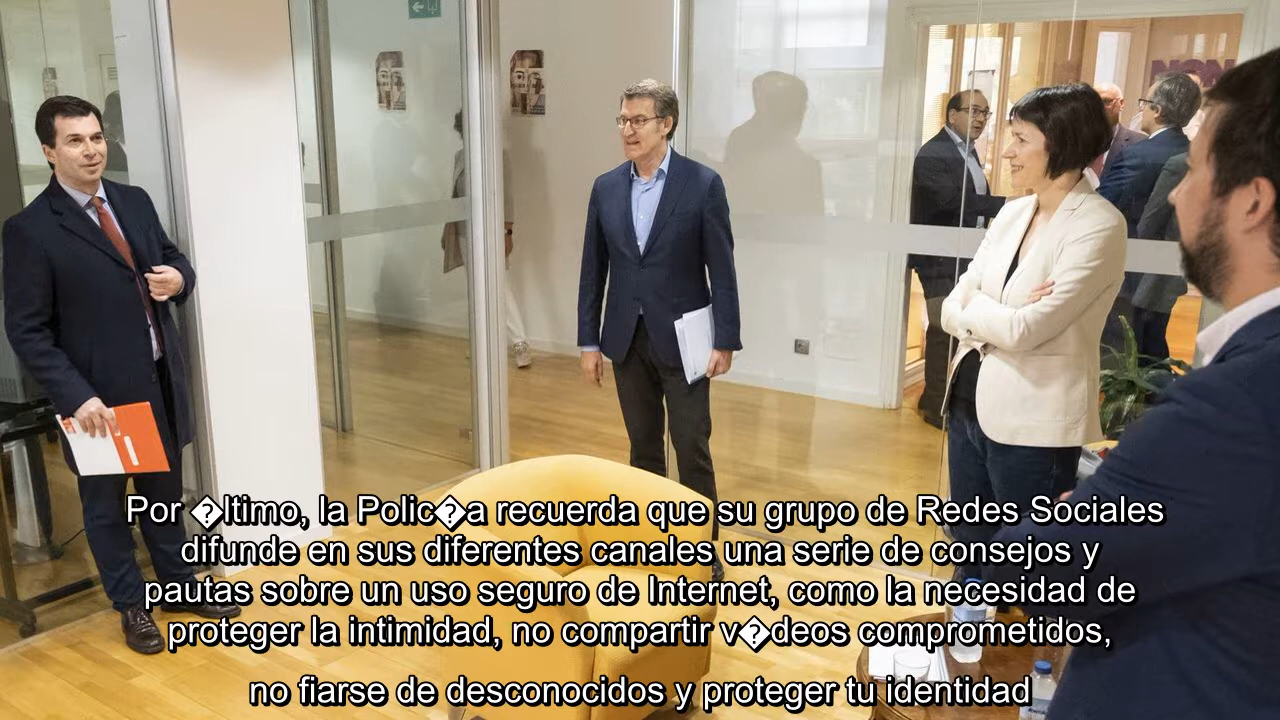 NON
Por �ltimo, la Polic�a recuerda que su grupo de Redes Sociales
difunde en sus diferentes canales una serie de consejos y
pautas sobre un uso seguro de Internet, como la necesidad de
proteger la intimidad, no compartir v�deos comprometidos,
no fiarse de desconocidos y proteger tu identidad